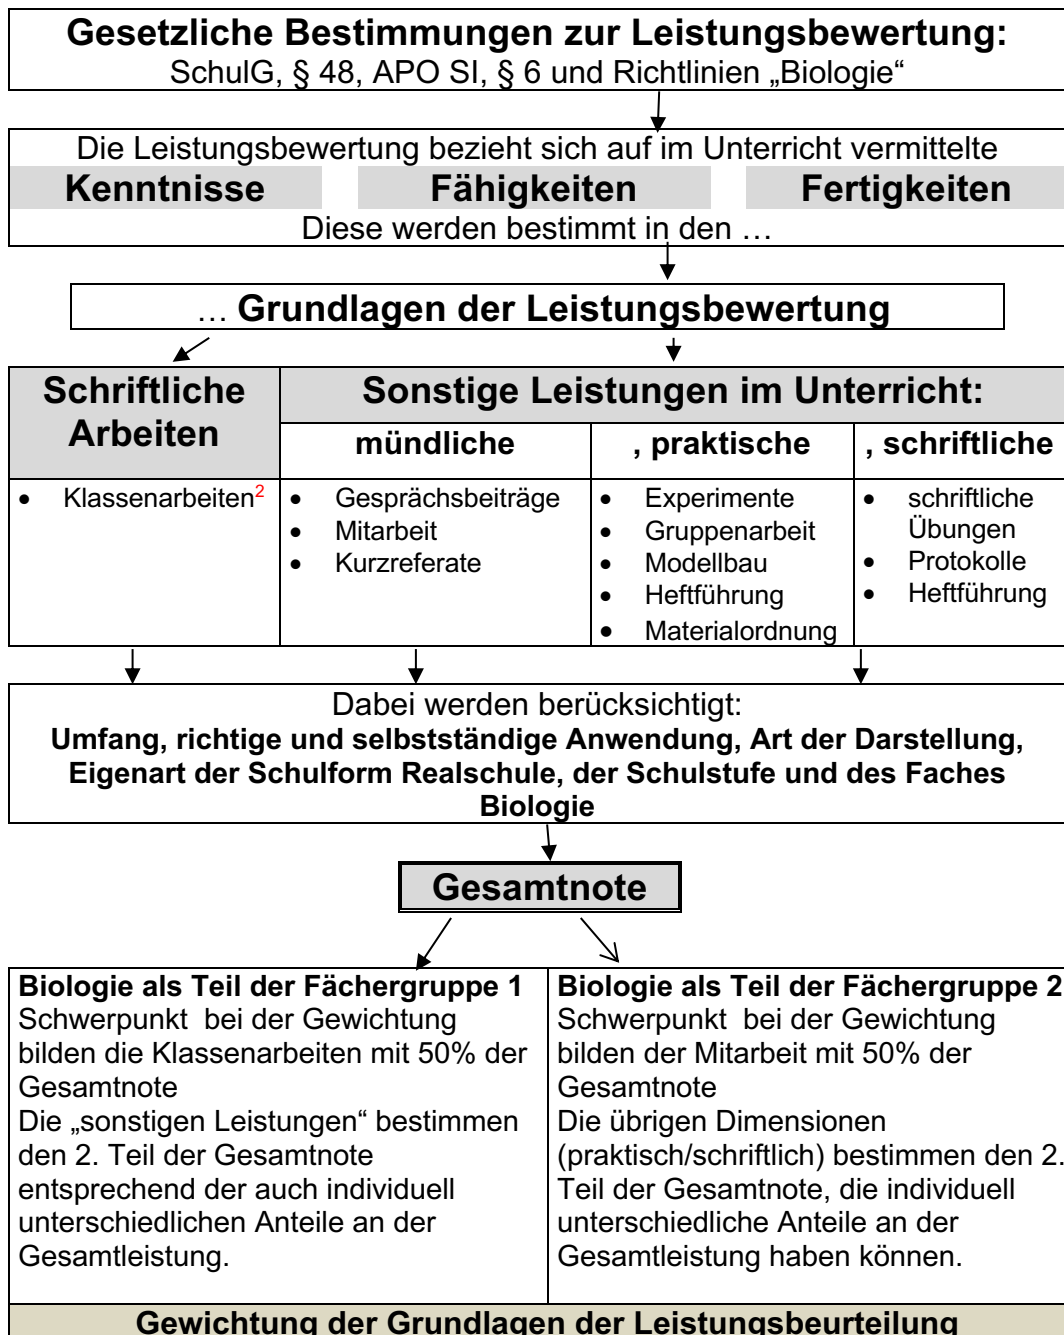 Gesetzliche Bestimmungen zur Leistungsbewertung:
SchulG, § 48, APO SI, § 6 und Richtlinien „Biologie“
Die Leistungsbewertung bezieht sich auf im Unterricht vermittelte
Kenntnisse Fähigkeiten Fertigkeiten
Diese werden bestimmt in den …
… Grundlagen der Leistungsbewertung
Schriftliche
Arbeiten
Sonstige Leistungen im Unterricht:
mündliche , praktische , schriftliche
• Klassenarbeiten2
• Gesprächsbeiträge
• Mitarbeit
• Kurzreferate
• Experimente
• Gruppenarbeit
• Modellbau
• Heftführung
• Materialordnung
• schriftliche
Übungen
• Protokolle
• Heftführung
Dabei werden berücksichtigt:
Umfang, richtige und selbstständige Anwendung, Art der Darstellung,
Eigenart der Schulform Realschule, der Schulstufe und des Faches
Biologie
Gesamtnote
Biologie als Teil der Fächergruppe 1
Schwerpunkt bei der Gewichtung
bilden die Klassenarbeiten mit 50% der
Gesamtnote
Die „sonstigen Leistungen“ bestimmen
den 2. Teil der Gesamtnote
entsprechend der auch individuell
unterschiedlichen Anteile an der
Gesamtleistung.
Biologie als Teil der Fächergruppe 2
Schwerpunkt bei der Gewichtung
bilden der Mitarbeit mit 50% der
Gesamtnote
Die übrigen Dimensionen
(praktisch/schriftlich) bestimmen den 2.
Teil der Gesamtnote, die individuell
unterschiedliche Anteile an der
Gesamtleistung haben können.
Gewichtung der Grundlagen der Leistungsbeurteilung